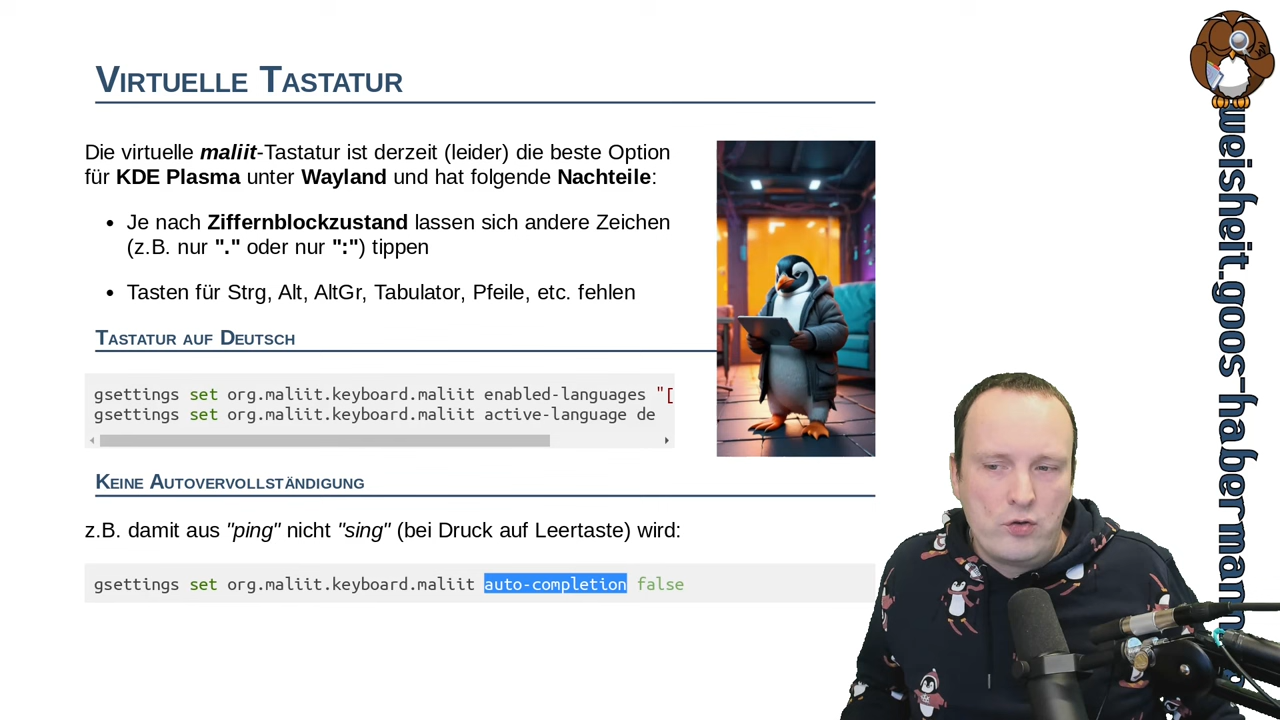 Virtuelle Tastatur
Die virtuelle maliit-Tastatur ist derzeit (leider) die beste Option
für KDE Plasma unter Wayland und hat folgende Nachteile:
• Je nach Ziffernblockzustand lassen sich andere Zeichen
(z.B. nur "." oder nur ":") tippen
• Tasten für Strg, Alt, AltGr, Tabulator, Pfeile, etc. fehlen
Tastatur auf Deutsch
gsettings set org.maliit.keyboard.maliit enabled-languages "[
gsettings set org.maliit.keyboard.maliit active-language de
Keine Autovervollständigung
z.B. damit aus "ping" nicht "sing" (bei Druck auf Leertaste) wird:
gsettings set org.maliit.keyboard.maliit auto-completion false
weisheit.goos-habermann